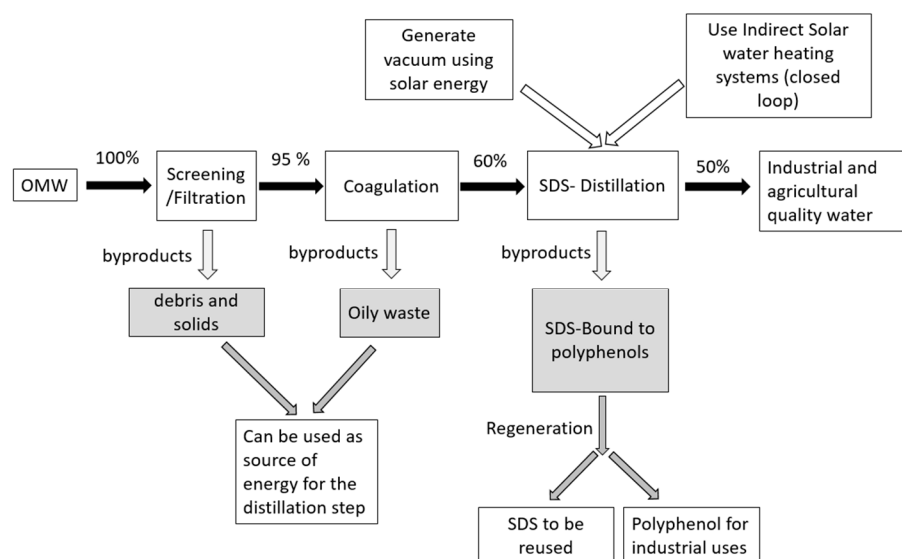 Generate
vacuum using
solar energy
Use Indirect Solar
water heating
systems (closed
loop)
OMW
100%
Screening
/Filtration
95 %
Coagulation
60%
SDS- Distillation
50%
Industrial and
agricultural
quality water
byproducts
byproducts
byproducts
debris and
solids
Oily waste
SDS-Bound to
polyphenols
Can be used as
source of
energy for the
distillation step
Regeneration
SDS to be
reused
Polyphenol for
industrial uses